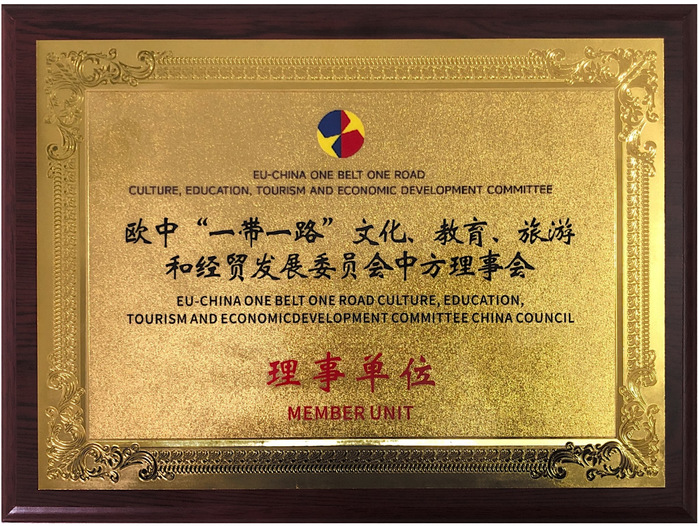 EU-CHINA ONE BELT ONE ROAD
CULTURE, EDUCATION, TOURISM AND ECONOMIC DEVELOPMENT COMMITTEE
欧中“一带一路”文化、教育、旅游
和经贸发展委员会中方理事会
EU-CHINA ONE BELT ONE ROAD CULTURE, EDUCATION,
TOURISM AND ECONOMICDEVELOPMENT COMMITTEE CHINA COUNCIL
理事单位
MEMBER UNIT